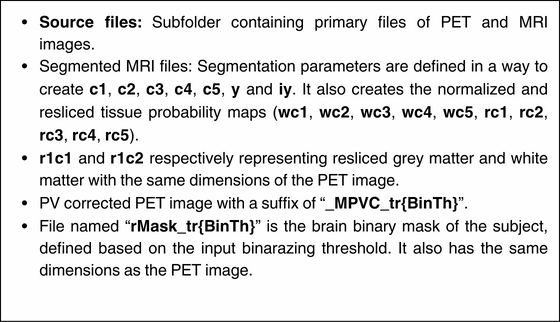 • Source files: Subfolder containing primary files of PET and MRI
images.
• Segmented MRI files: Segmentation parameters are defined in a way to
create c1, c2, c3, c4, c5, y and iy. It also creates the normalized and
resliced tissue probability maps (wc1, wc2, wc3, wc4, wc5, rc1, rc2,
rc3, rc4, rc5).
• r1c1 and r1c2 respectively representing resliced grey matter and white
matter with the same dimensions of the PET image.
• PV corrected PET image with a suffix of “_MPVC_tr{BinTh}”.
• File named “rMask_tr{BinTh}” is the brain binary mask of the subject,
defined based on the input binarazing threshold. It also has the same
dimensions as the PET image.